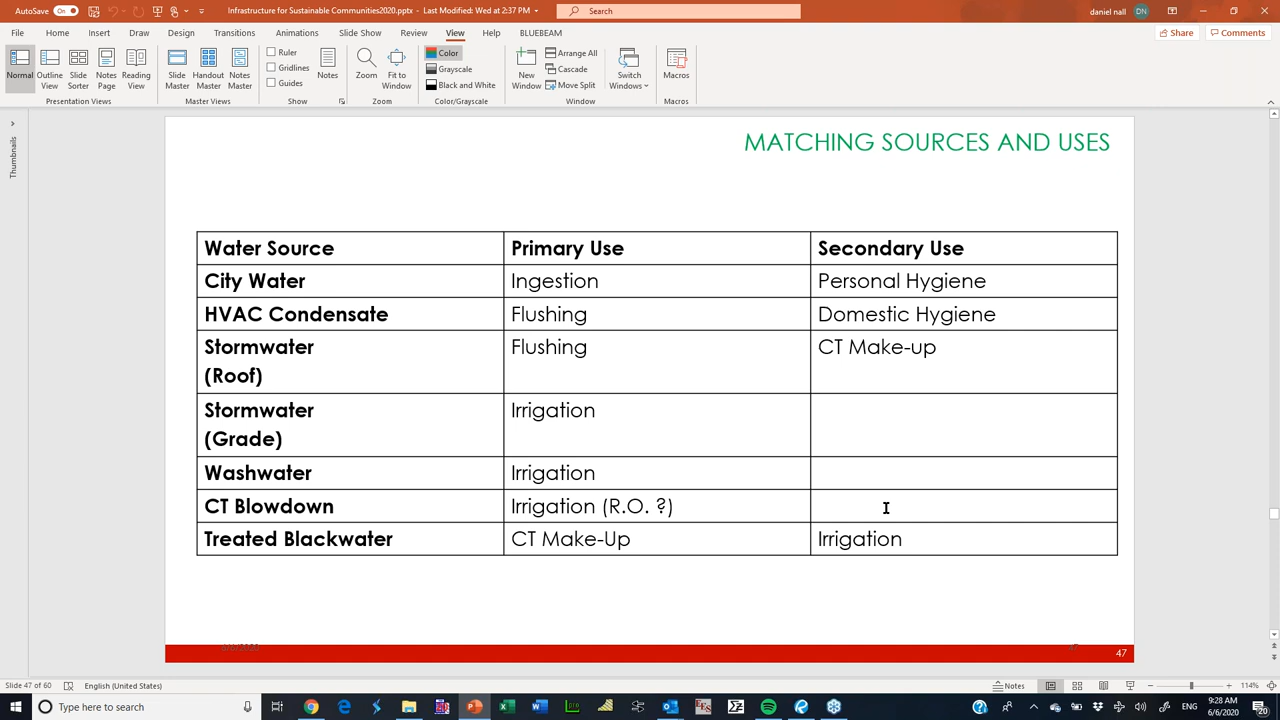 AutoSave On Infrastructure for Sustainable Communities2020.pptx - Last Modified: Wed at 2:37 PM Search daniel nall DN
File Home Insert Draw Design Transitions Animations Slide Show Review View Help BLUEBEAM Share Comments
Normal Outline View Slide Sorter Notes Page Reading View
Presentation Views
Slide Master Handout Master Notes Master
Master Views
Ruler
Gridlines
Guides
Notes
Show
Zoom Fit to Window
Zoom
Color
Grayscale
Black and White
Color/Grayscale
New Window
Arrange All
Cascade
Move Split
Switch Windows
Window
Macros
Macros
Thumbnails
MATCHING SOURCES AND USES
Water Source Primary Use Secondary Use
City Water Ingestion Personal Hygiene
HVAC Condensate Flushing Domestic Hygiene
Stormwater Flushing CT Make-up
(Roof)
Stormwater Irrigation
(Grade)
Washwater Irrigation
CT Blowdown Irrigation (R.O. ?)
Treated Blackwater CT Make-Up Irrigation
47
Slide 47 of 60 English (United States) Notes 114%
Type here to search ENG 9:28 AM
6/6/2020